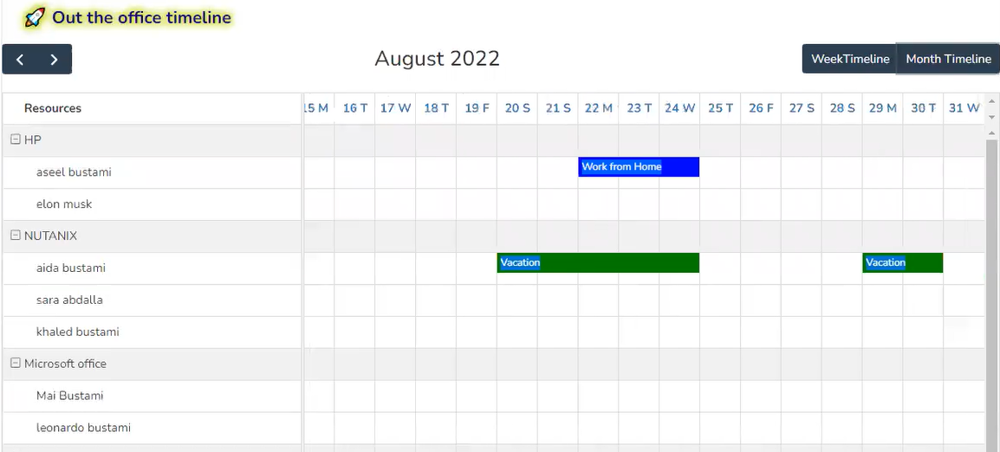 🚀 Out the office timeline
August 2022
WeekTimeline Month Timeline
Resources 15 M 16 T 17 W 18 T 19 F 20 S 21 S 22 M 23 T 24 W 25 T 26 F 27 S 28 S 29 M 30 T 31 W
HP
aseel bustami Work from Home
elon musk
NUTANIX
aida bustami Vacation Vacation
sara abdalla
khaled bustami
Microsoft office
Mai Bustami
leonardo bustami